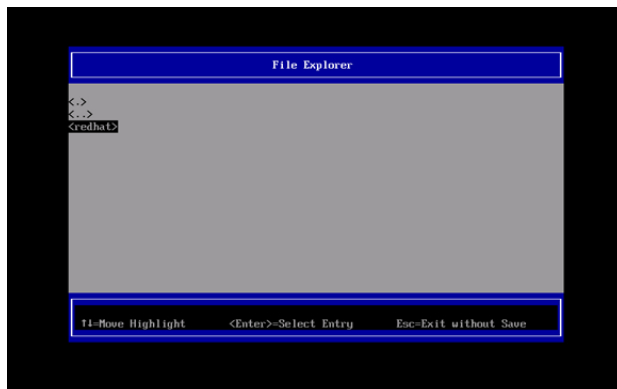 File Explorer
<.>
<..>
<redhat>
↑↓=Move Highlight <Enter>=Select Entry Esc=Exit without Save